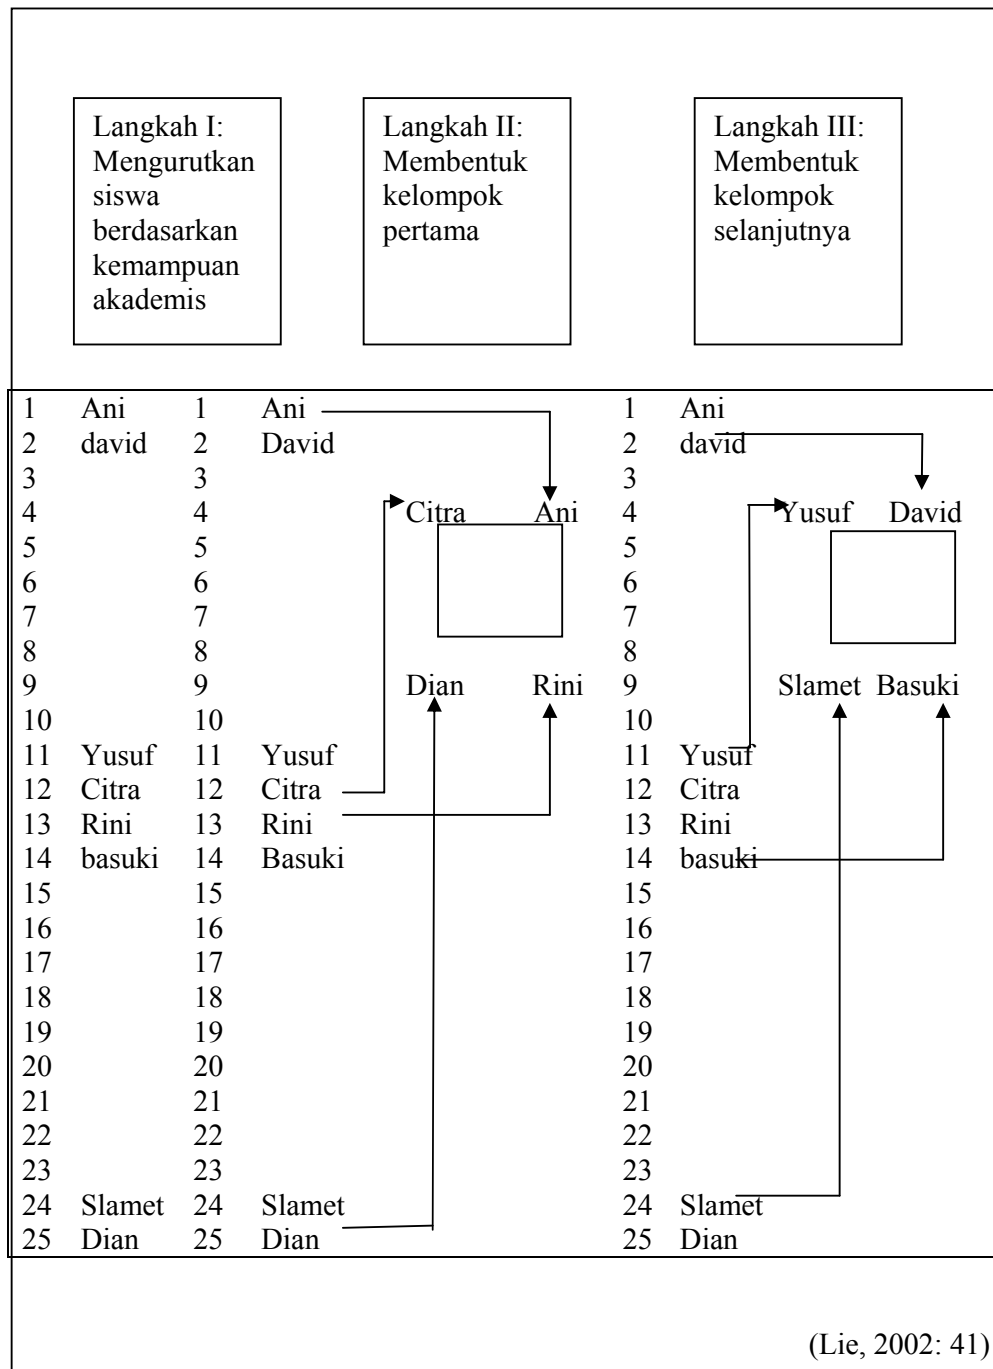 Langkah I:
Mengurutkan
siswa
berdasarkan
kemampuan
akademis
Langkah II:
Membentuk
kelompok
pertama
Langkah III:
Membentuk
kelompok
selanjutnya
1 Ani 1 Ani 1 Ani
2 david 2 David 2 david
3 3 3
4 4 Citra Ani 4 Yusuf David
5 5 5
6 6 6
7 7 7
8 8 8
9 9 Dian Rini 9 Slamet Basuki
10 10 10
11 Yusuf 11 Yusuf 11 Yusuf
12 Citra 12 Citra 12 Citra
13 Rini 13 Rini 13 Rini
14 basuki 14 Basuki 14 basuki
15 15 15
16 16 16
17 17 17
18 18 18
19 19 19
20 20 20
21 21 21
22 22 22
23 23 23
24 Slamet 24 Slamet 24 Slamet
25 Dian 25 Dian 25 Dian
(Lie, 2002: 41)